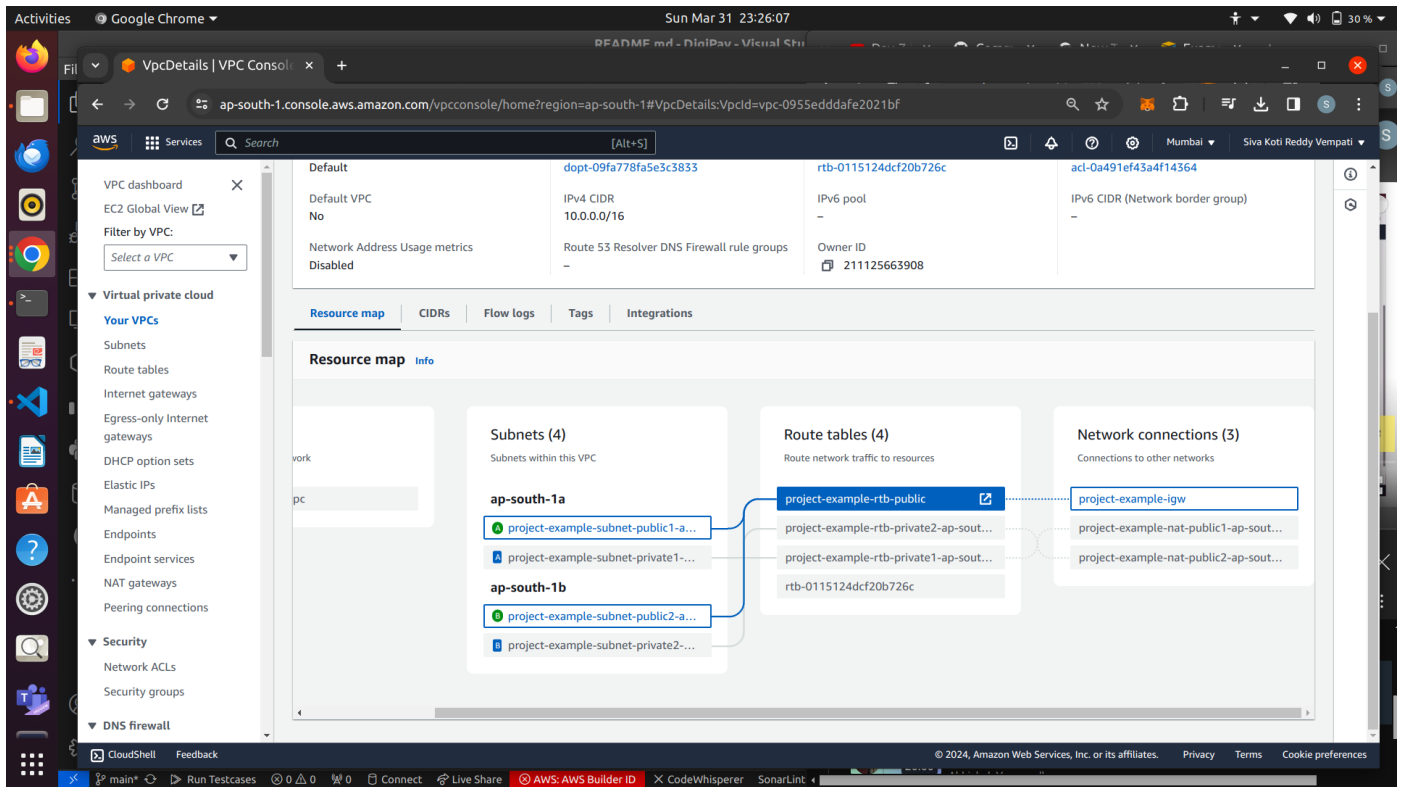 Activities Google Chrome Sun Mar 31 23:26:07 30 %
README.md - DigiPay - Visual Stu
Fil VpcDetails | VPC Consol
ap-south-1.console.aws.amazon.com/vpcconsole/home?region=ap-south-1#VpcDetails:VpcId=vpc-0955edddafe2021bf S
aws Services Search [Alt+S] Mumbai Siva Koti Reddy Vempati
VPC dashboard
EC2 Global View
Filter by VPC:
Select a VPC
Virtual private cloud
Your VPCs
Subnets
Route tables
Internet gateways
Egress-only Internet
gateways
DHCP option sets
Elastic IPs
Managed prefix lists
Endpoints
Endpoint services
NAT gateways
Peering connections
Security
Network ACLs
Security groups
DNS firewall
Default dopt-09fa778fa5e3c3833 rtb-0115124dcf20b726c acl-0a491ef43a4f14364
Default VPC IPv4 CIDR IPv6 pool IPv6 CIDR (Network border group)
No 10.0.0.0/16 – –
Network Address Usage metrics Route 53 Resolver DNS Firewall rule groups Owner ID
Disabled – 211125663908
Resource map CIDRs Flow logs Tags Integrations
Resource map Info
work
pc
Subnets (4)
Subnets within this VPC
ap-south-1a
A project-example-subnet-public1-a...
A project-example-subnet-private1-...
ap-south-1b
B project-example-subnet-public2-a...
B project-example-subnet-private2-...
Route tables (4)
Route network traffic to resources
project-example-rtb-public
project-example-rtb-private2-ap-sout...
project-example-rtb-private1-ap-sout...
rtb-0115124dcf20b726c
Network connections (3)
Connections to other networks
project-example-igw
project-example-nat-public1-ap-sout...
project-example-nat-public2-ap-sout...
CloudShell Feedback © 2024, Amazon Web Services, Inc. or its affiliates. Privacy Terms Cookie preferences
main* Run Testcases 0 0 0 Connect Live Share AWS: AWS Builder ID CodeWhisperer SonarLint